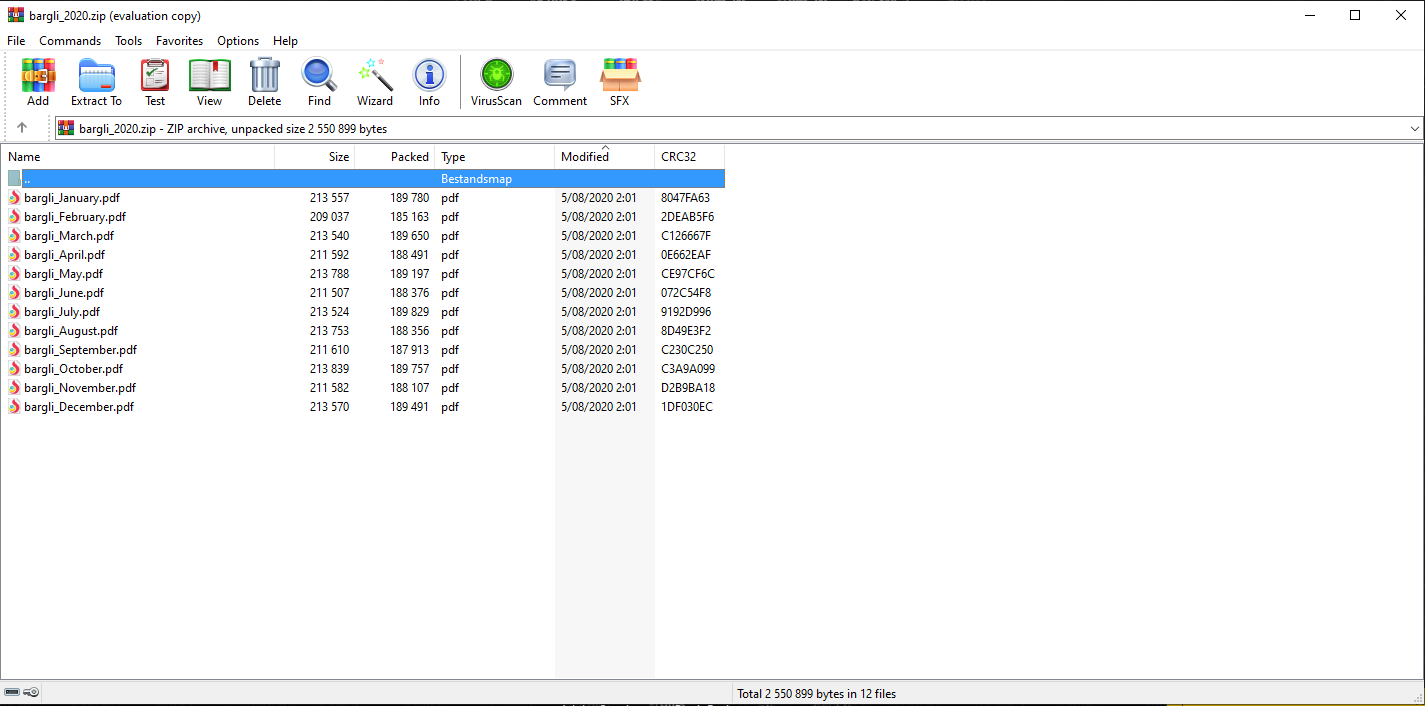 bargli_2020.zip (evaluation copy)
File Commands Tools Favorites Options Help
Add Extract To Test View Delete Find Wizard Info VirusScan Comment SFX
bargli_2020.zip - ZIP archive, unpacked size 2 550 899 bytes
Name Size Packed Type Modified CRC32
.. Bestandsmap
bargli_January.pdf 213 557 189 780 pdf 5/08/2020 2:01 8047FA63
bargli_February.pdf 209 037 185 163 pdf 5/08/2020 2:01 2DEAB5F6
bargli_March.pdf 213 540 189 650 pdf 5/08/2020 2:01 C126667F
bargli_April.pdf 211 592 188 491 pdf 5/08/2020 2:01 0E662EAF
bargli_May.pdf 213 788 189 197 pdf 5/08/2020 2:01 CE97CF6C
bargli_June.pdf 211 507 188 376 pdf 5/08/2020 2:01 072C54F8
bargli_July.pdf 213 524 189 829 pdf 5/08/2020 2:01 9192D996
bargli_August.pdf 213 753 188 356 pdf 5/08/2020 2:01 8D49E3F2
bargli_September.pdf 211 610 187 913 pdf 5/08/2020 2:01 C230C250
bargli_October.pdf 213 839 189 757 pdf 5/08/2020 2:01 C3A9A099
bargli_November.pdf 211 582 188 107 pdf 5/08/2020 2:01 D2B9BA18
bargli_December.pdf 213 570 189 491 pdf 5/08/2020 2:01 1DF030EC
Total 2 550 899 bytes in 12 files